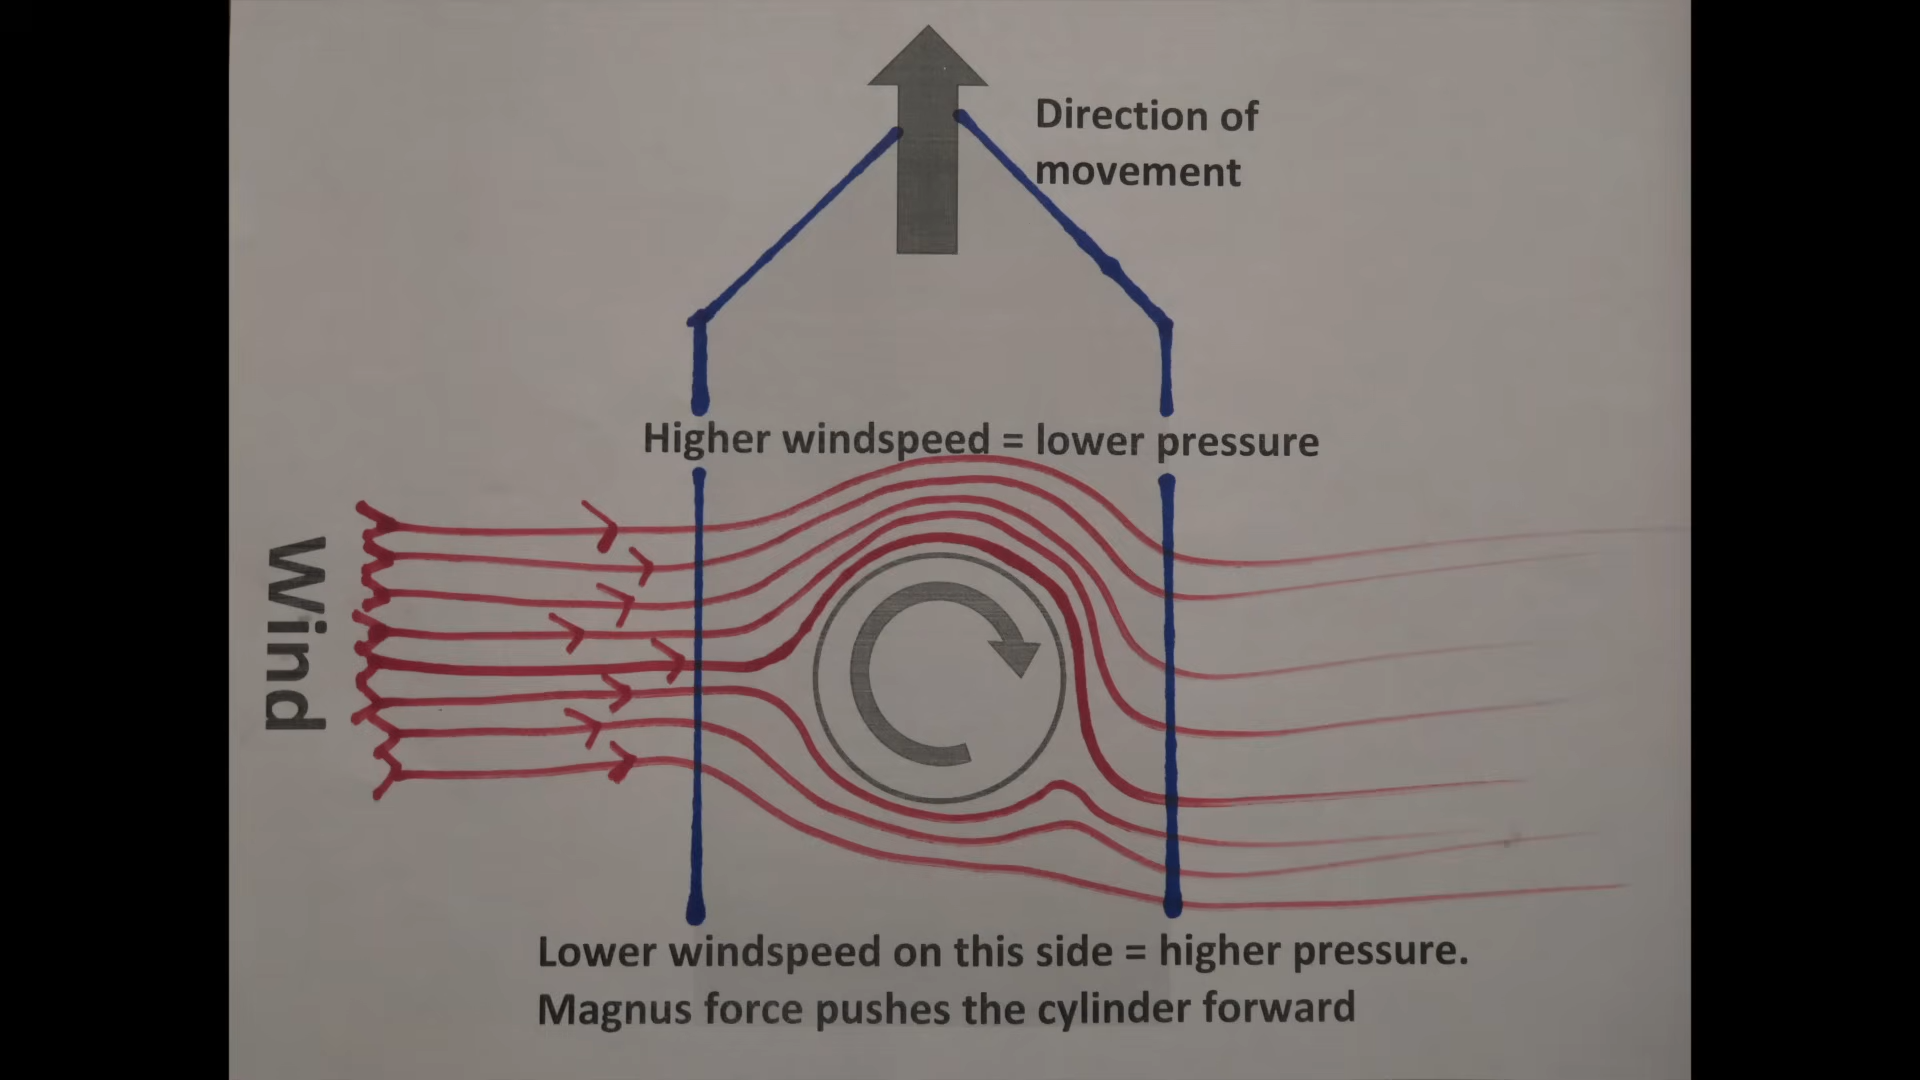 Direction of
movement
Higher windspeed = lower pressure
Wind
Lower windspeed on this side = higher pressure.
Magnus force pushes the cylinder forward